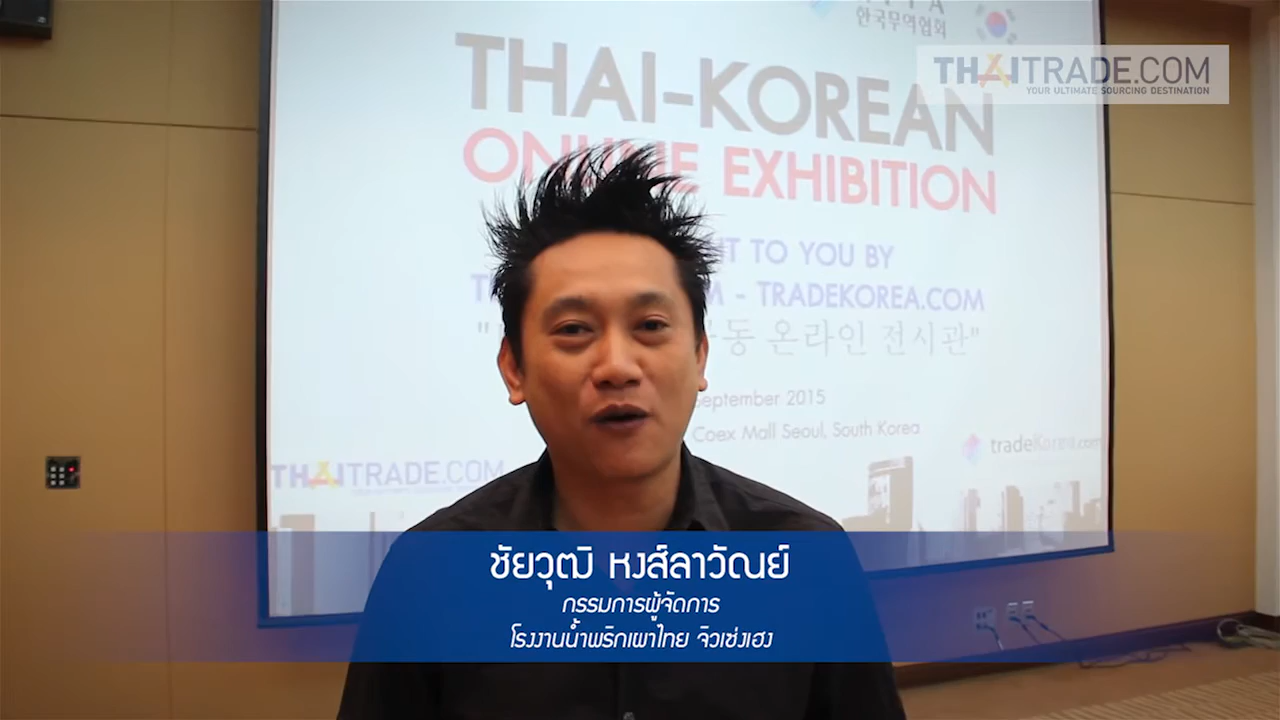 한국무역협회
THAITRADE.COM
YOUR ULTIMATE SOURCING DESTINATION
THAI-KOREAN
ONLINE EXHIBITION
TO YOU BY
- TRADEKOREA.COM
온라인 전시관"
September 2015
Coex Mall Seoul, South Korea
THAITRADE.COM
tradeKorea.com
ชัยวุฒิ หงส์ลาวัณย์
กรรมการผู้จัดการ
โรงงานน้ำพริกเผาไทย จิวเซ่งเฮง